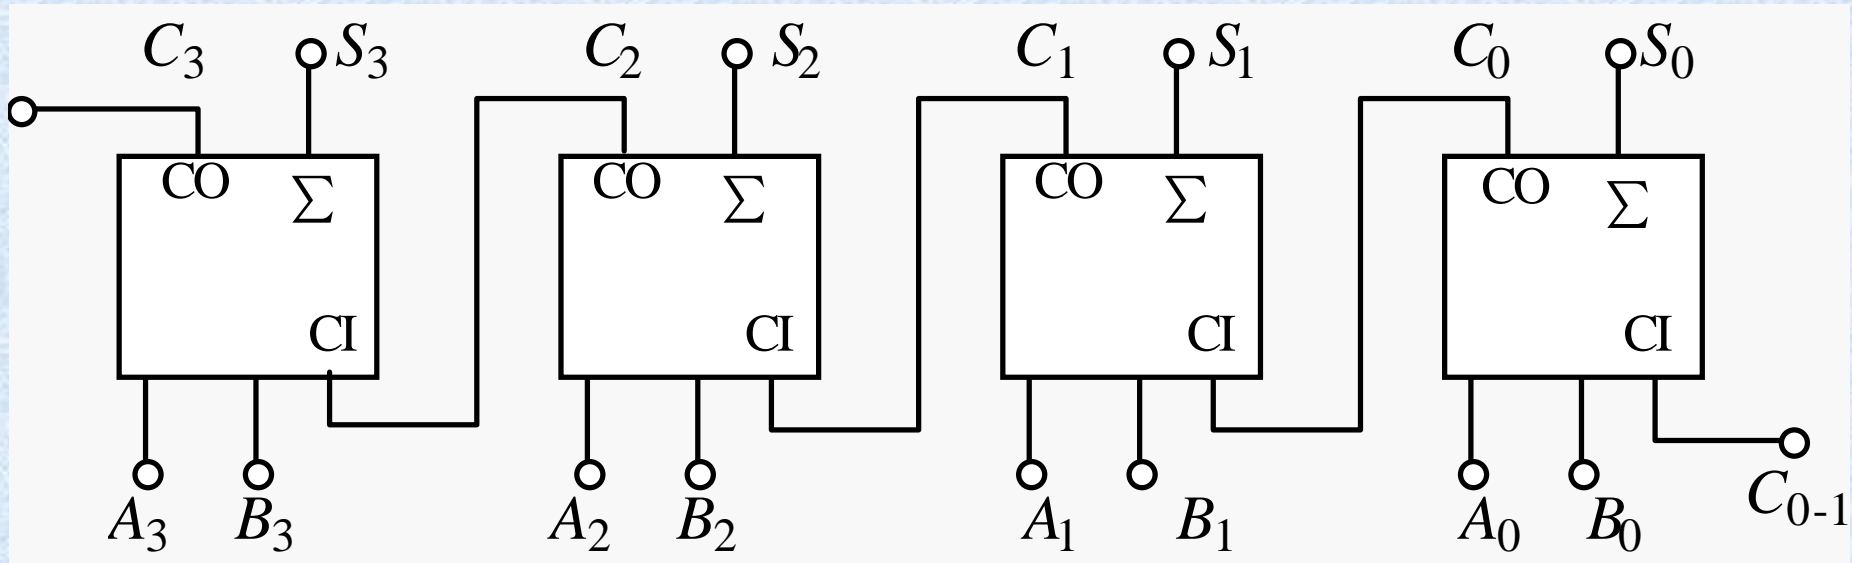 C₃ S₃ C₂ S₂ C₁ S₁ C₀ S₀
CO Σ CO Σ CO Σ CO Σ
CI CI CI CI
A₃ B₃ A₂ B₂ A₁ B₁ A₀ B₀ C₀₋₁